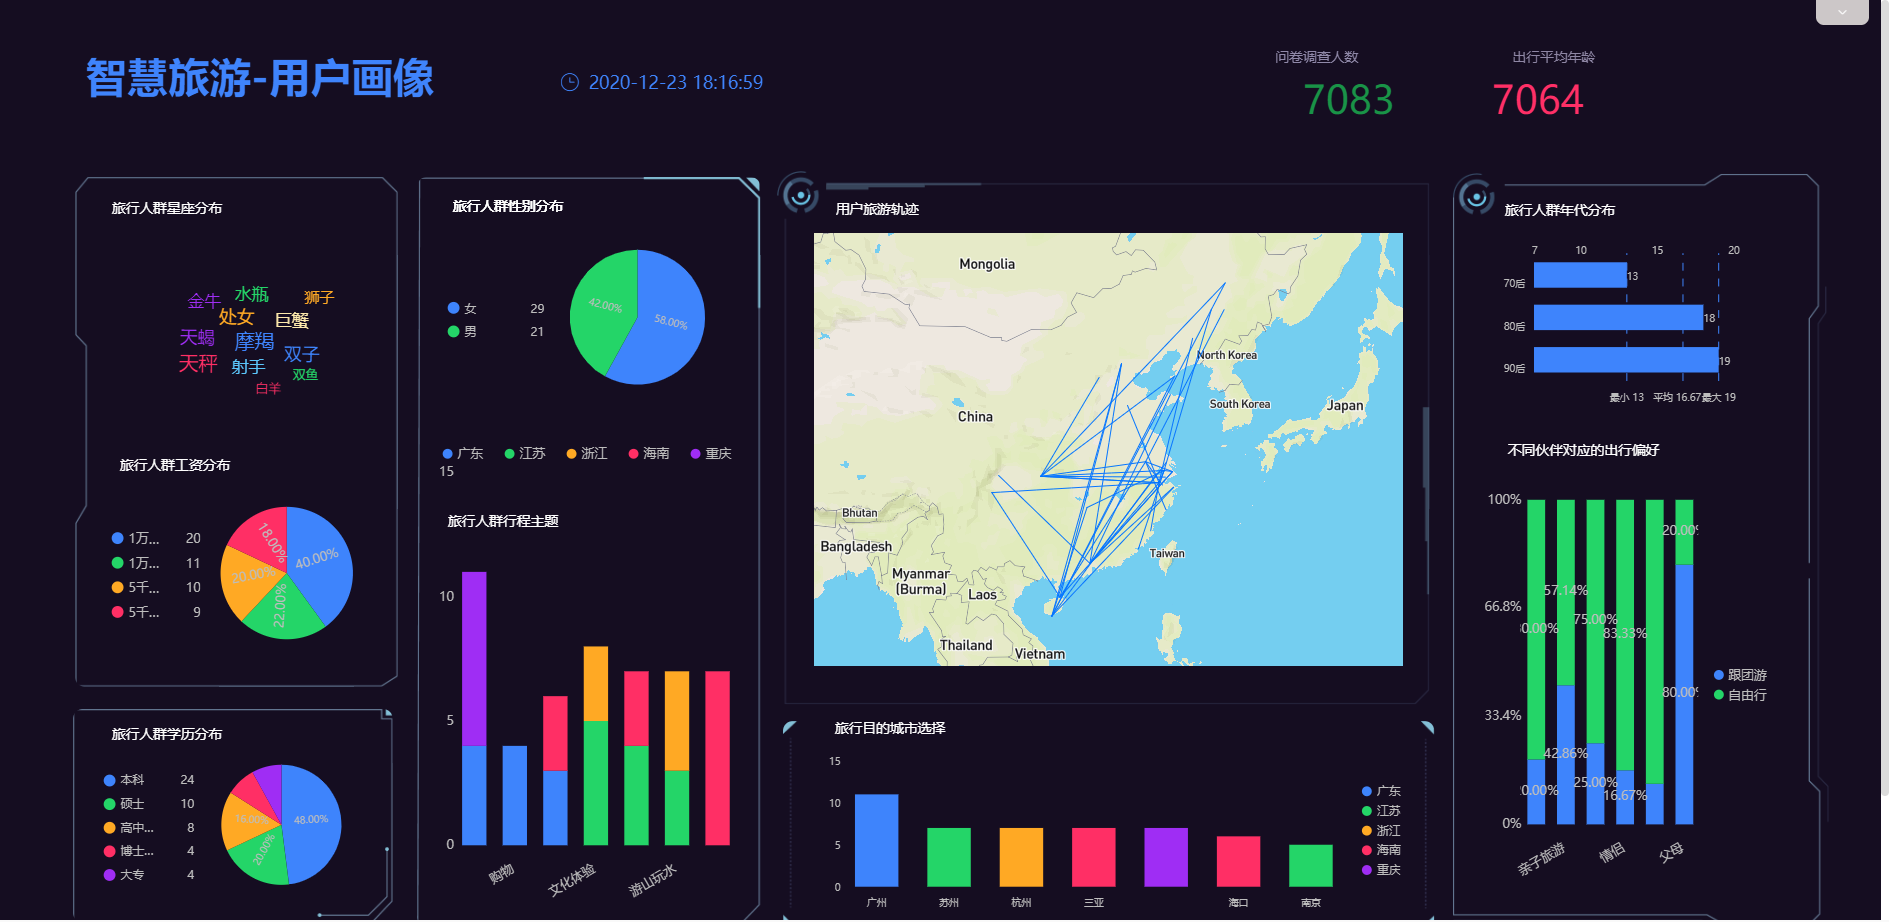 智慧旅游-用户画像
2020-12-23 18:16:59
问卷调查人数
7083
出行平均年龄
7064
旅行人群星座分布
金牛
水瓶
狮子
处女
巨蟹
天蝎
摩羯
双子
天秤
射手
双鱼
白羊
旅行人群工资分布
1万... 20
1万... 11
5千... 10
5千... 9
40.00%
22.00%
20.00%
18.00%
旅行人群学历分布
本科 24
硕士 10
高中... 8
博士... 4
大专 4
48.00%
20.00%
16.00%
旅行人群性别分布
女 29
男 21
42.00%
58.00%
广东 江苏 浙江 海南 重庆
15
旅行人群行程主题
10
5
0
购物
文化体验
游山玩水
用户旅游轨迹
Mongolia
North Korea
South Korea
Japan
China
Bhutan
Bangladesh
Taiwan
Myanmar
(Burma)
Laos
Thailand
Vietnam
旅行目的城市选择
15
10
5
0
广州 苏州 杭州 三亚 海口 南京
广东
江苏
浙江
海南
重庆
旅行人群年代分布
7 10 15 20
70后 13
80后 18
90后 19
最小 13 平均 16.67 最大 19
不同伙伴对应的出行偏好
100%
66.8%
33.4%
0%
20.00%
57.14%
75.00%
83.33%
80.00%
42.86%
25.00%
16.67%
亲子旅游
情侣
父母
跟团游
自由行